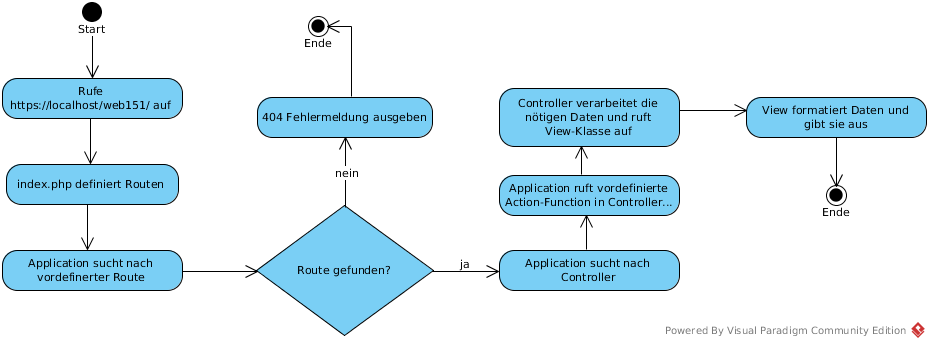 Start
Rufe
https://localhost/web151/ auf
index.php definiert Routen
Application sucht nach
vordefinerter Route
Route gefunden?
nein
404 Fehlermeldung ausgeben
Ende
ja
Application sucht nach
Controller
Application ruft vordefinierte
Action-Function in Controller...
Controller verarbeitet die
nötigen Daten und ruft
View-Klasse auf
View formatiert Daten und
gibt sie aus
Ende
Powered By Visual Paradigm Community Edition